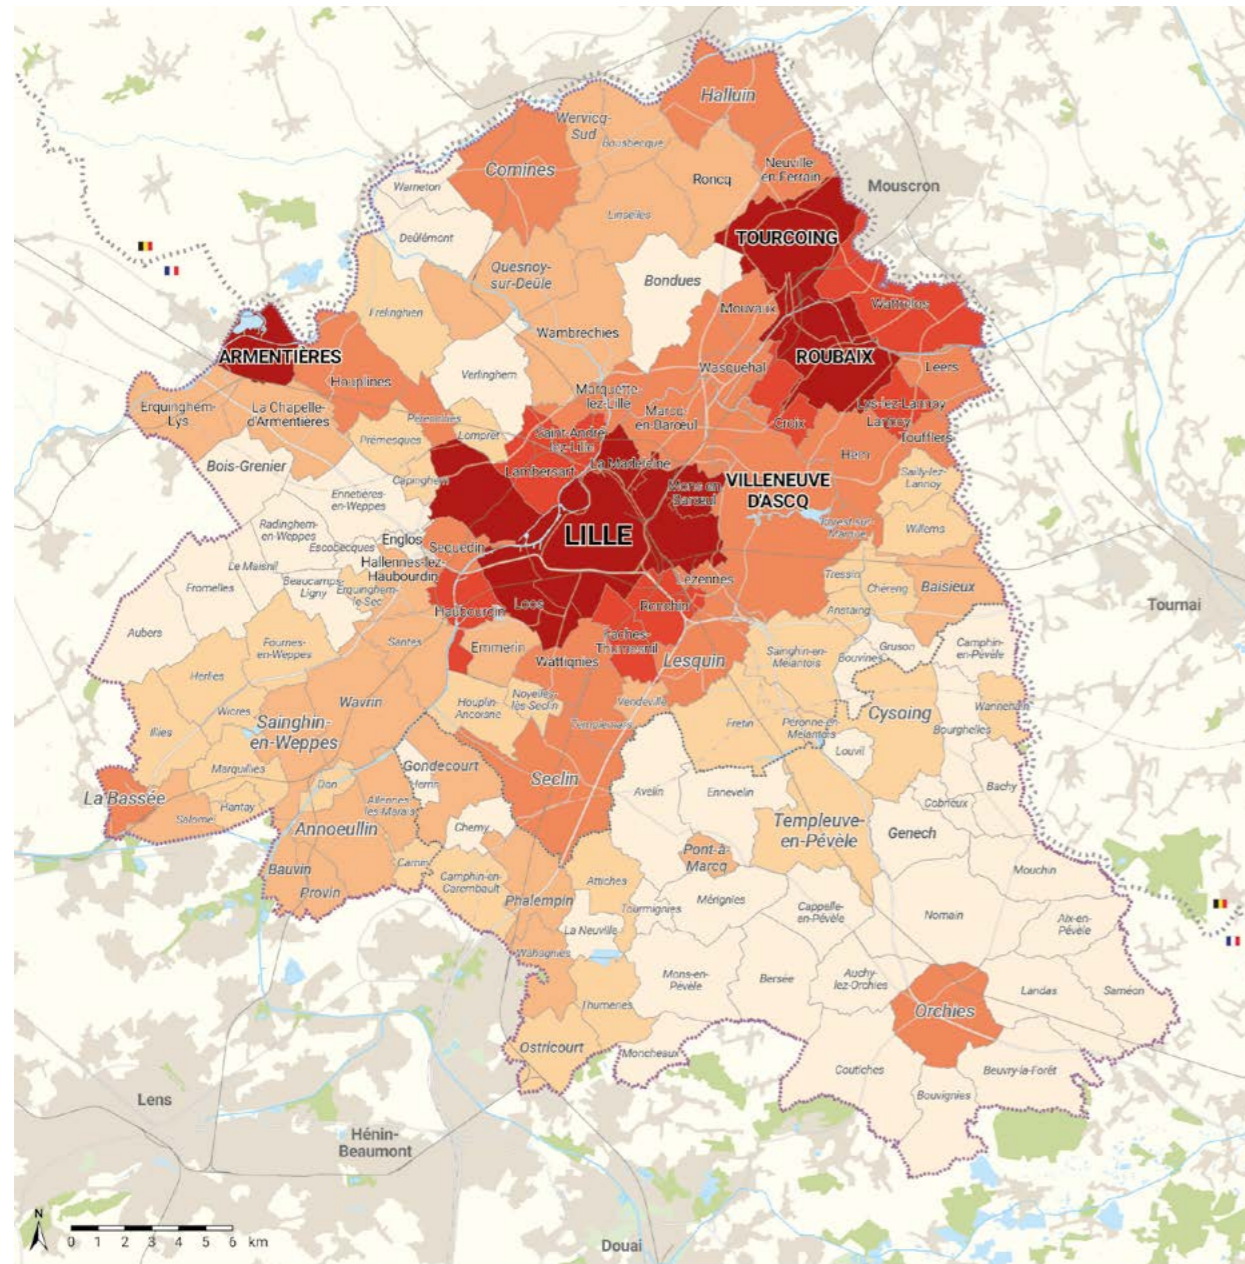 Halluin
Wervicq-
Sud
Bousbecque
Comines
Neuville-
en-Ferrain
Roncq
Mouscron
Warneton
Linselles
TOURCOING
Deûlémont
Quesnoy-
sur-Deûle
Bondues
Wattrelos
Frelinghien
Mouvaux
Wambrechies
ARMENTIÈRES
ROUBAIX
Wasquehal
Leers
Houplines
Verlinghem
Marquette-
lez-Lille
Erquinghem-
Lys
La Chapelle-
d'Armentières
Pérenchies
Marcq-
en-Barœul
Lys-lez-Lannoy
Lannoy
Croix
Toufflers
Prémesques
Lompret
Saint-André-
lez-Lille
Hem
Bois-Grenier
Lambersart
La Madeleine
Sailly-lez-
Lannoy
Capinghem
Mons-en-
Barœul
VILLENEUVE
D'ASCQ
Ennetières-
en-Weppes
Radinghem-
en-Weppes
Englos
LILLE
Forest-sur-
Marque
Willems
Escobecques
Sequedin
Le Maisnil
Hallennes-lez-
Haubourdin
Fromelles
Beaucamps-
Ligny
Erquinghem-
le-Sec
Lezennes
Tressin
Chéreng
Baisieux
Haubourdin
Loos
Ronchin
Anstaing
Tournai
Aubers
Fournes-
en-Weppes
Santes
Emmerin
Faches-
Thumesnil
Wattignies
Lesquin
Sainghin-en-
Mélantois
Bouvines
Gruson
Camphin-en-
Pévèle
Herlies
Wavrin
Houplin-
Ancoisne
Noyelles-
lès-Seclin
Vendeville
Wicres
Templemars
Fretin
Péronne-en-
Mélantois
Cysoing
Wannehain
Illies
Sainghin-
en-Weppes
Bourghelles
Louvil
Marquillies
Gondecourt
Herrin
Seclin
Avelin
Ennevelin
Bachy
La Bassée
Don
Hantay
Allennes-
les-Marais
Cobrieux
Salomé
Annoeullin
Chemy
Templeuve-
en-Pévèle
Genech
Pont-à-
Marcq
Bauvin
Carnin
Camphin-en-
Carembault
Attiches
Mouchin
Provin
Phalempin
Tourmignies
Mérignies
Cappelle-
en-Pévèle
Nomain
Aix-en-
Pévèle
La Neuville
Wahagnies
Mons-en-
Pévèle
Bersée
Auchy-
lez-Orchies
Landas
Saméon
Thumeries
Orchies
Ostricourt
Moncheaux
Coutiches
Beuvry-la-Forêt
Bouvignies
Lens
Hénin-
Beaumont
N
0 1 2 3 4 5 6 km
Douai